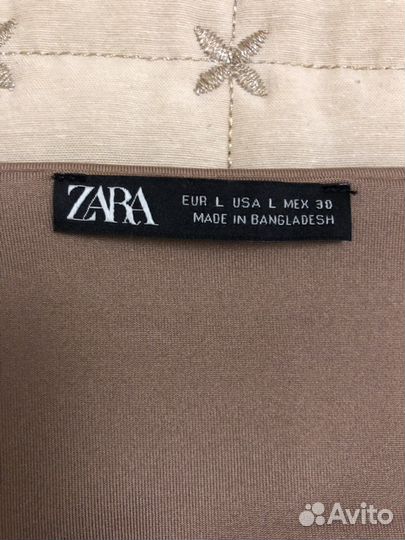 ZARA
EUR L USA L MEX 30
MADE IN BANGLADESH
Avito